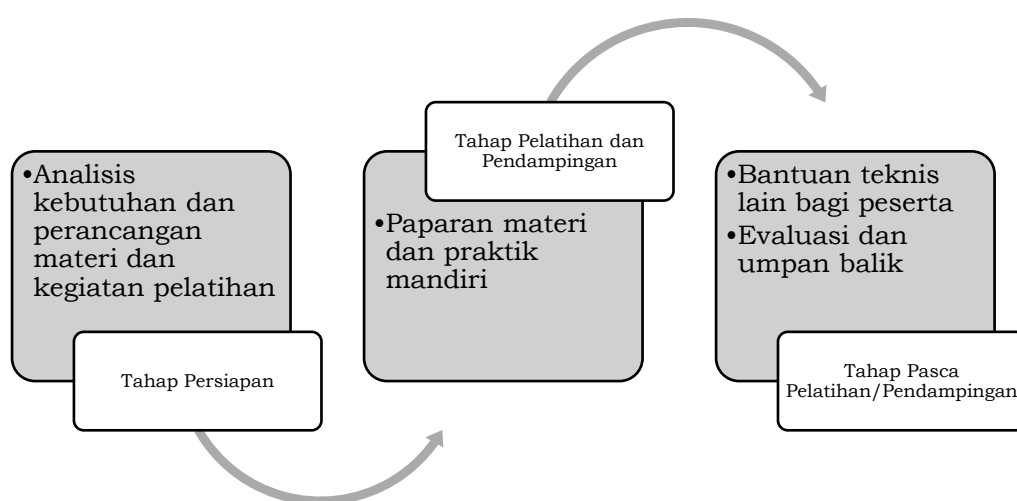 •Analisis
kebutuhan dan
perancangan
materi dan
kegiatan pelatihan
Tahap Persiapan
Tahap Pelatihan dan
Pendampingan
•Paparan materi
dan praktik
mandiri
•Bantuan teknis
lain bagi peserta
•Evaluasi dan
umpan balik
Tahap Pasca
Pelatihan/Pendampingan